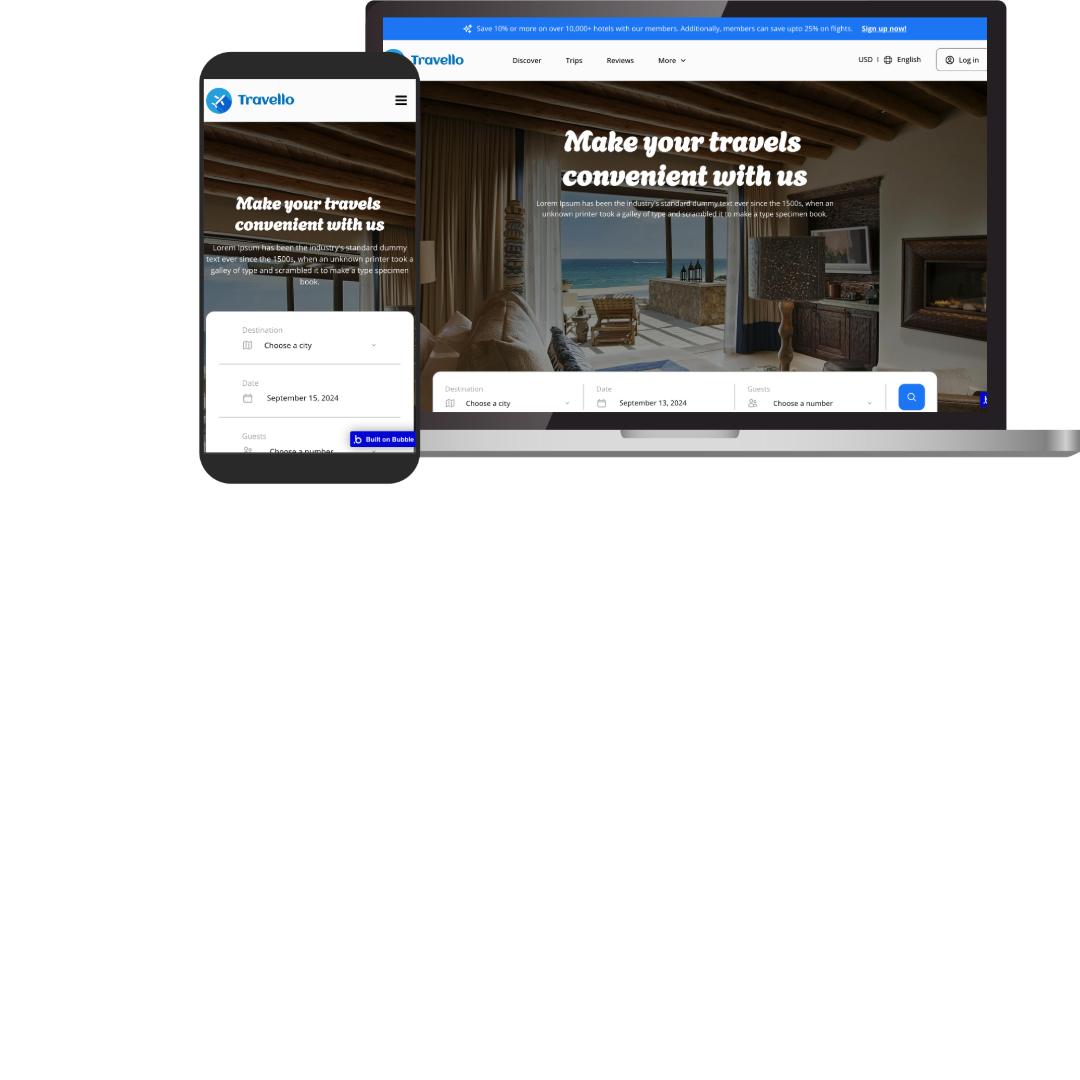 Save 10% or more on over 10,000+ hotels with our members. Additionally, members can save upto 25% on flights. Sign up now!
Travello
Discover
Trips
Reviews
More
USD
English
Log in
Make your travels
convenient with us
Lorem Ipsum has been the industry's standard dummy text ever since the 1500s, when an
unknown printer took a galley of type and scrambled it to make a type specimen book.
Destination
Choose a city
Date
September 13, 2024
Guests
Choose a number
Travello
Make your travels
convenient with us
Lorem Ipsum has been the industry's standard dummy
text ever since the 1500s, when an unknown printer took a
galley of type and scrambled it to make a type specimen
book.
Destination
Choose a city
Date
September 15, 2024
Guests
Choose a number
Built on Bubble